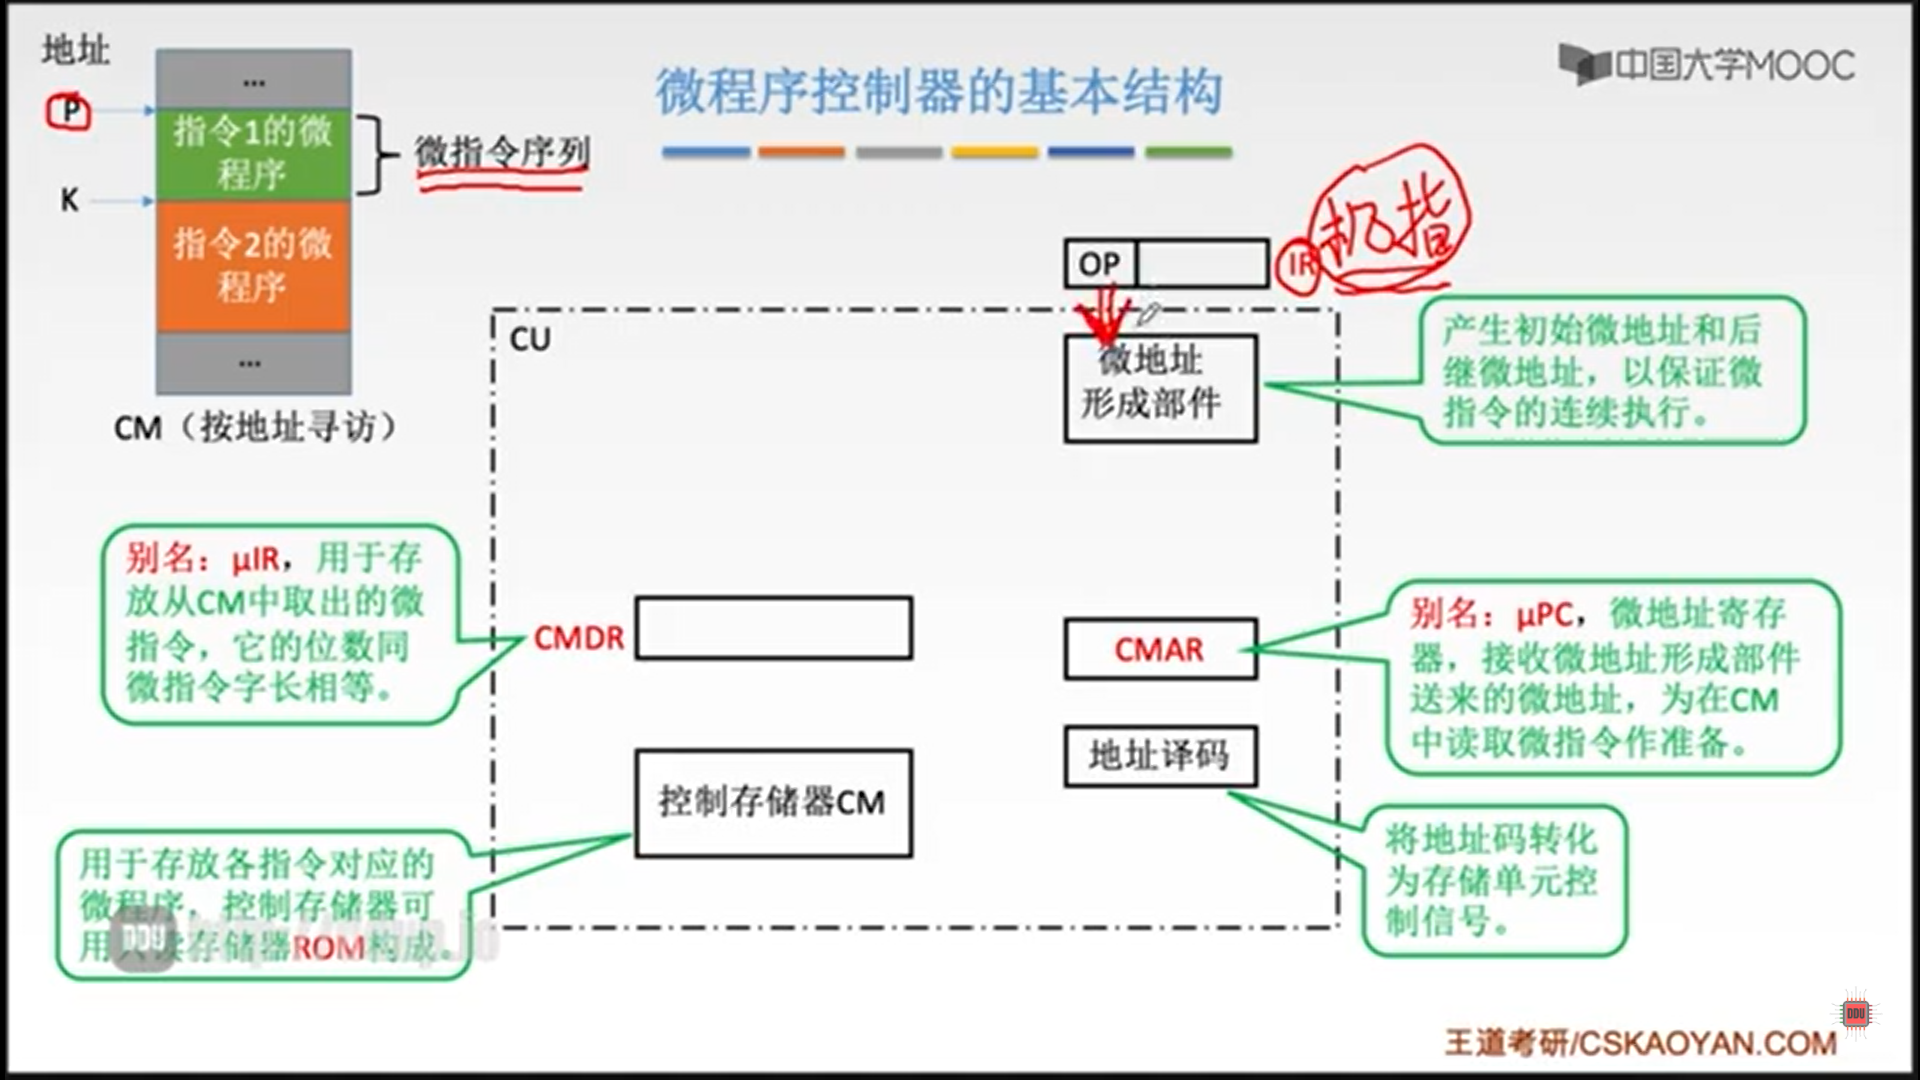 地址
...
P
指令1的微
程序
微指令序列
K
指令2的微
程序
...
CM（按地址寻访）
微程序控制器的基本结构
中国大学MOOC
OP
IR
机指
CU
微地址
形成部件
产生初始微地址和后
继微地址，以保证微
指令的连续执行。
别名：μIR，用于存
放从CM中取出的微
指令，它的位数同
微指令字长相等。
CMDR
CMAR
别名：μPC，微地址寄存
器，接收微地址形成部件
送来的微地址，为在CM
中读取微指令作准备。
地址译码
控制存储器CM
将地址码转化
为存储单元控
制信号。
用于存放各指令对应的
微程序，控制存储器可
用只读存储器ROM构成。
DDU
DDU
王道考研/CSKAOYAN.COM